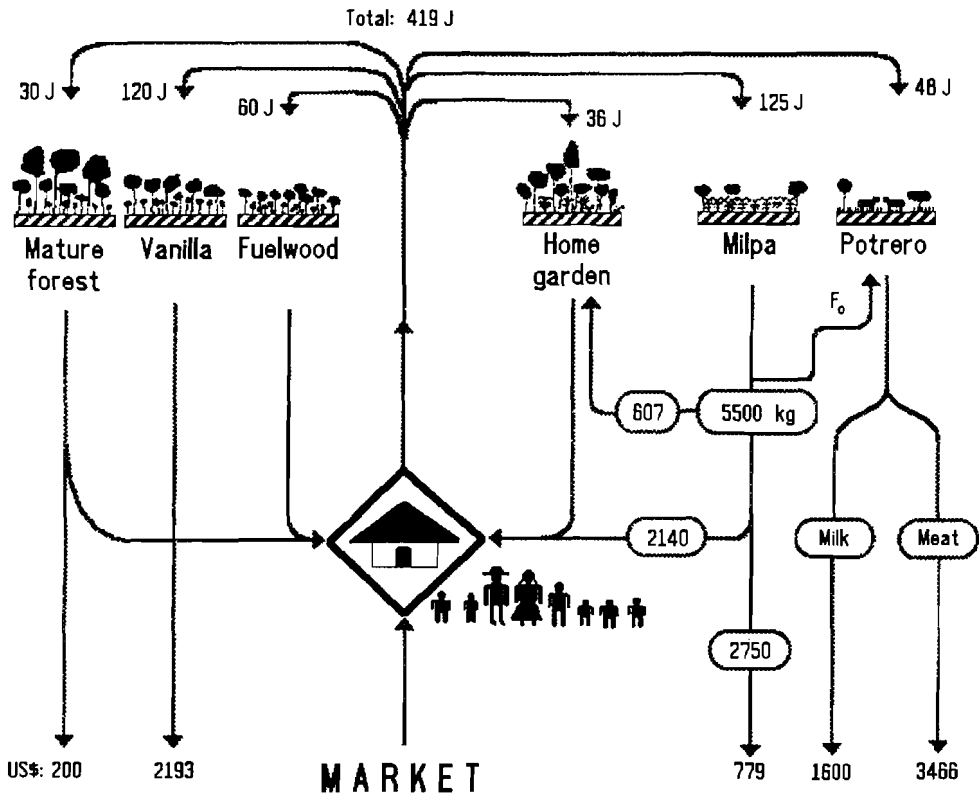 Total: 419 J
30 J
120 J
60 J
36 J
125 J
48 J
Mature
forest
Vanilla
Fuelwood
Home
garden
Milpa
Potrero
F₀
607
5500 kg
2140
Milk
Meat
2750
US$: 200
2193
MARKET
779
1600
3466